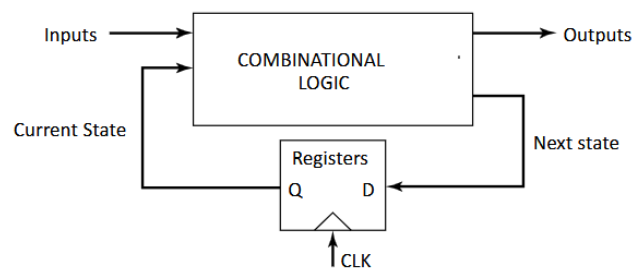 Inputs
Outputs
COMBINATIONAL
LOGIC
Current State
Next state
Registers
Q D
CLK